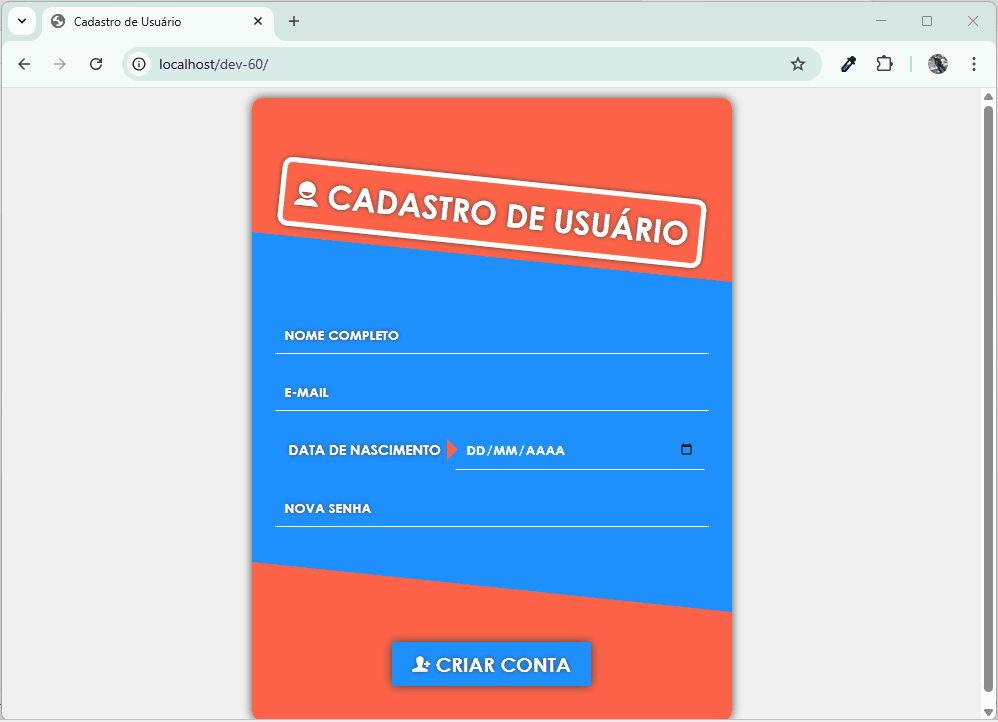 Cadastro de Usuário
localhost/dev-60/
CADASTRO DE USUÁRIO
NOME COMPLETO
E-MAIL
DATA DE NASCIMENTO DD/MM/AAAA
NOVA SENHA
CRIAR CONTA